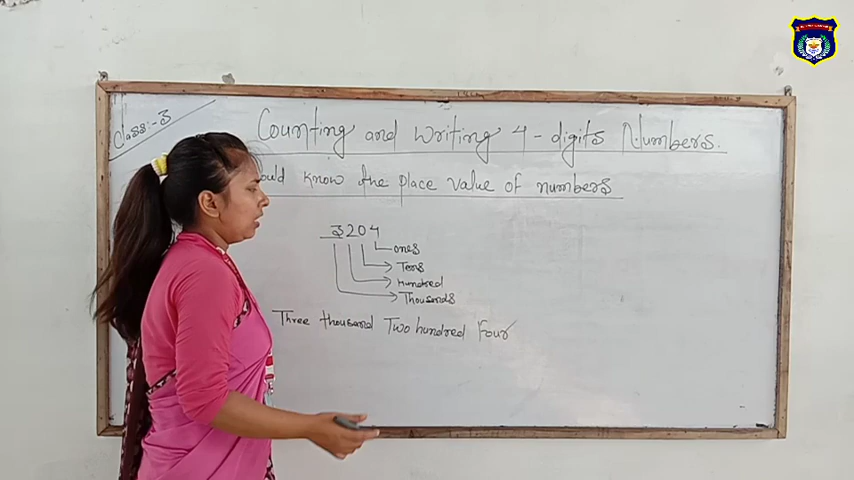 Class:- 3
Counting and Writing 4-digits Numbers.
know the place value of numbers
3204
ones
Tens
Hundred
Thousands
Three thousand Two hundred Four